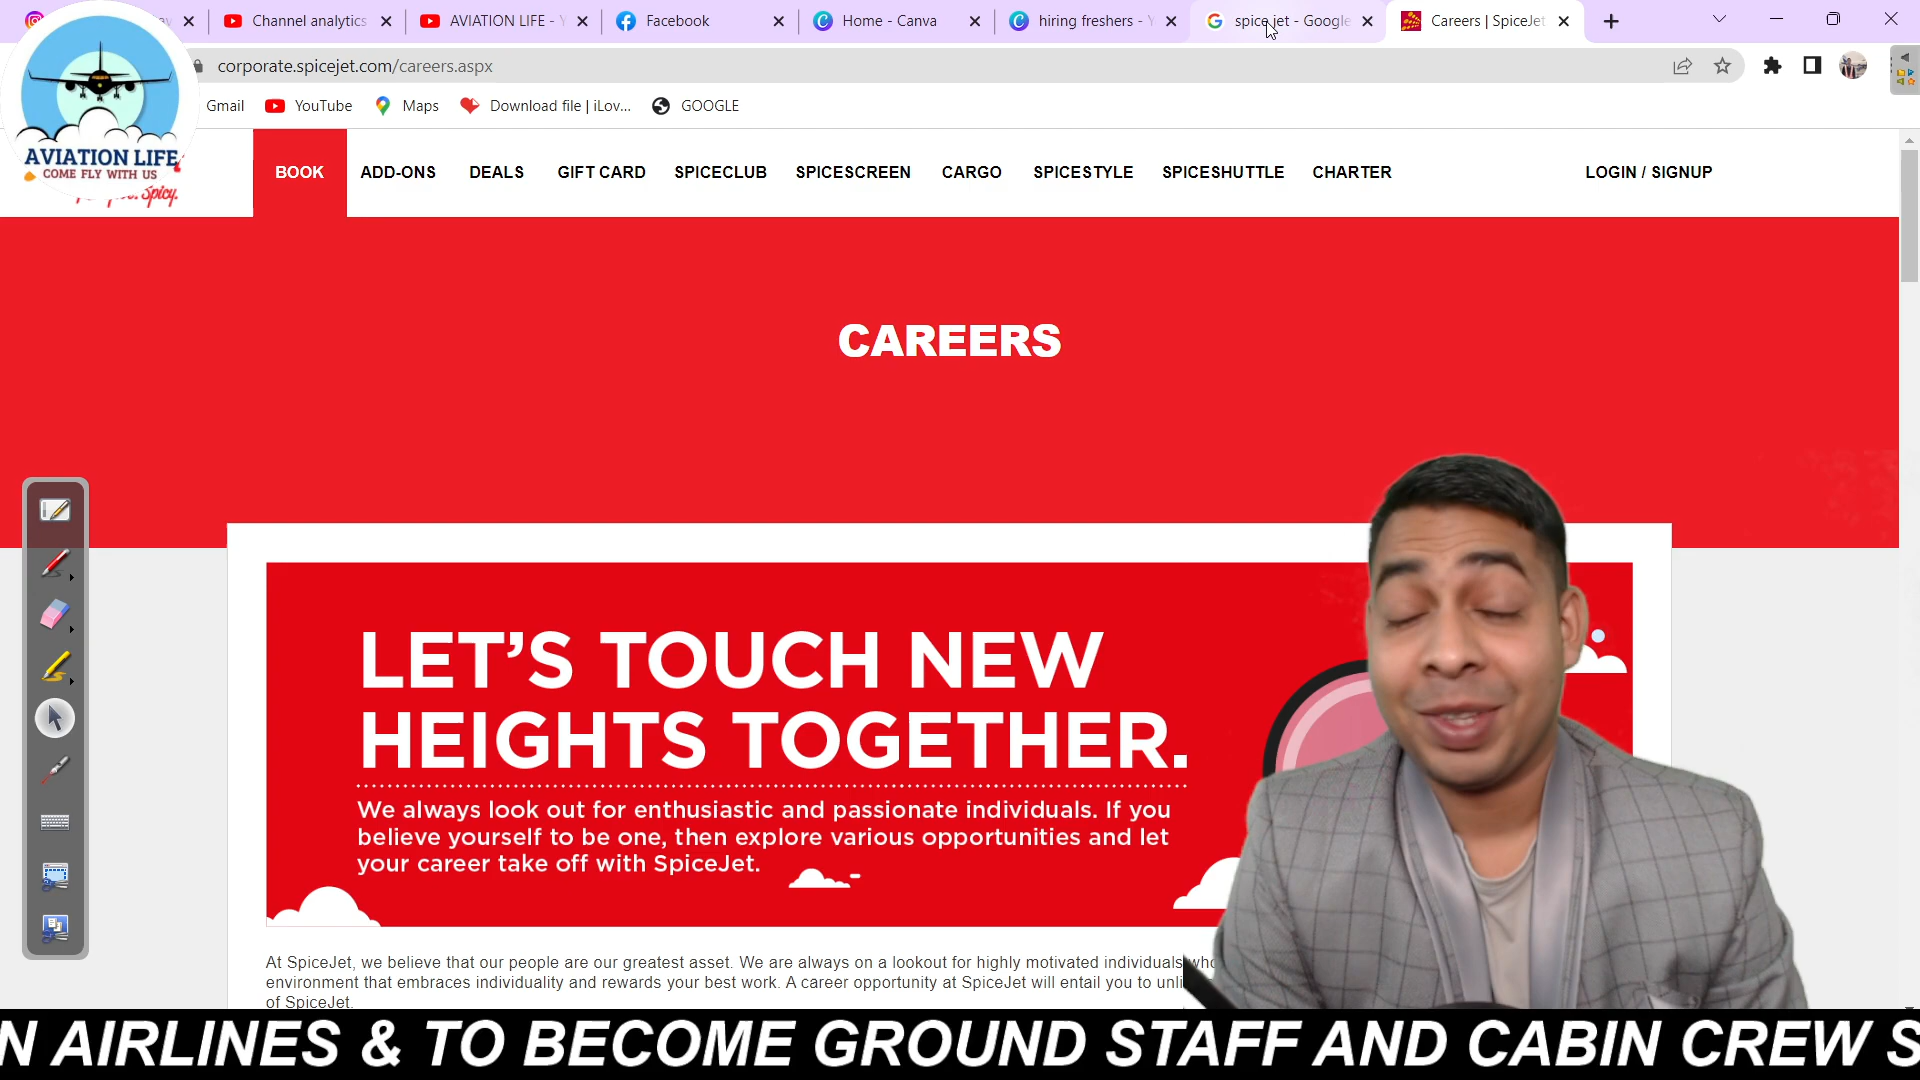 Channel analytics
AVIATION LIFE - Y
Facebook
Home - Canva
hiring freshers - Y
spice jet - Google
Careers | SpiceJet
corporate.spicejet.com/careers.aspx
Gmail
YouTube
Maps
Download file | iLov...
GOOGLE
AVIATION LIFE
COME FLY WITH US
Spicy.
BOOK
ADD-ONS
DEALS
GIFT CARD
SPICECLUB
SPICESCREEN
CARGO
SPICESTYLE
SPICESHUTTLE
CHARTER
LOGIN / SIGNUP
CAREERS
LET'S TOUCH NEW
HEIGHTS TOGETHER.
We always look out for enthusiastic and passionate individuals. If you
believe yourself to be one, then explore various opportunities and let
your career take off with SpiceJet.
At SpiceJet, we believe that our people are our greatest asset. We are always on a lookout for highly motivated individuals who
environment that embraces individuality and rewards your best work. A career opportunity at SpiceJet will entail you to unli
of SpiceJet.
N AIRLINES & TO BECOME GROUND STAFF AND CABIN CREW S